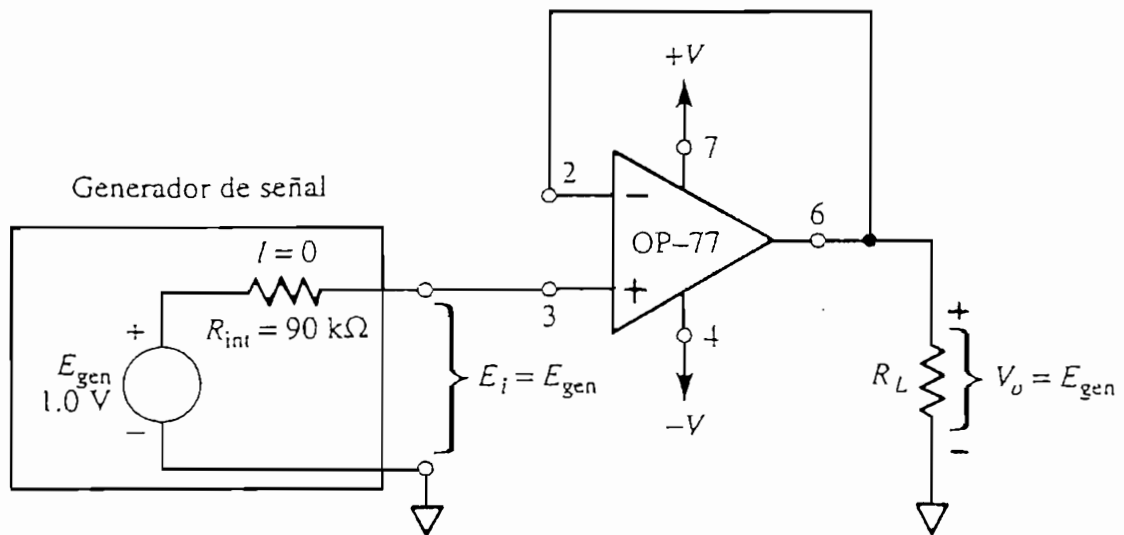 Generador de señal
I = 0
R_int = 90 kΩ
+
E_gen
1.0 V
−
E_i = E_gen
2
−
3
+
OP–77
+V
7
4
−V
6
R_L
+
V_o = E_gen
−